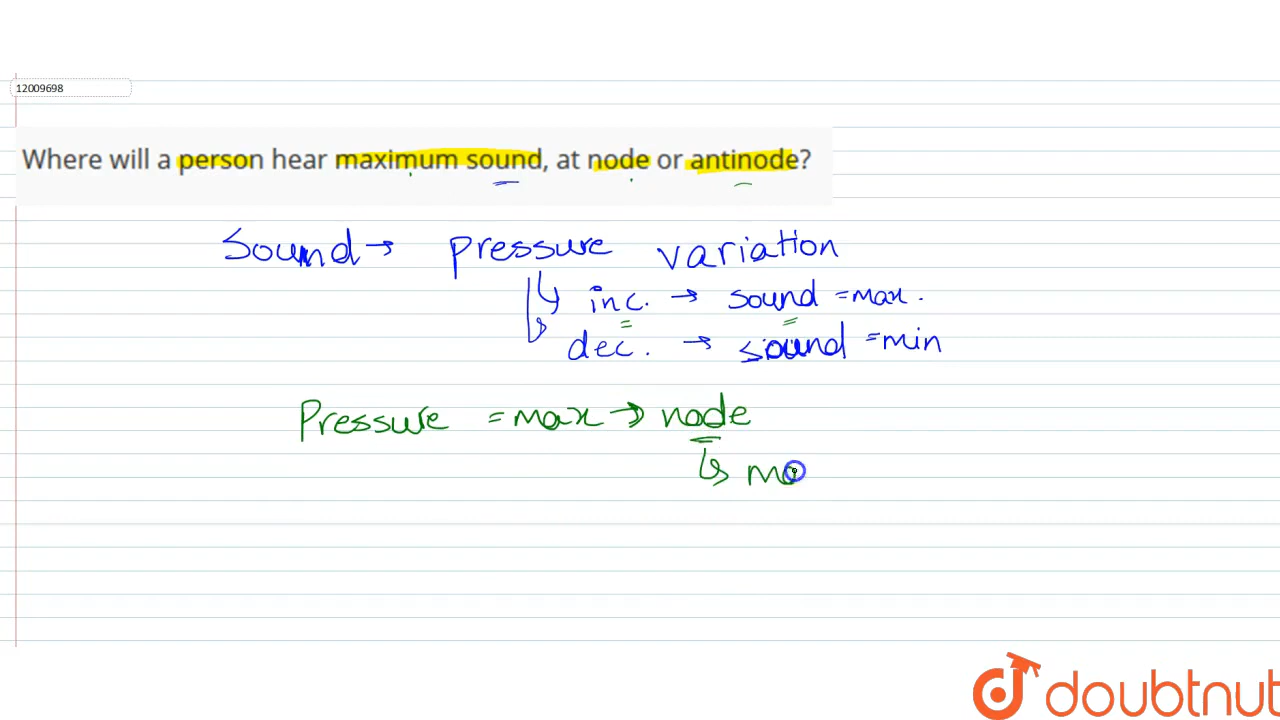 12009698
Where will a person hear maximum sound, at node or antinode?
Sound → pressure variation
inc. → sound = max.
dec. → sound = min
Pressure = max → node
↳ ma
doubtnut